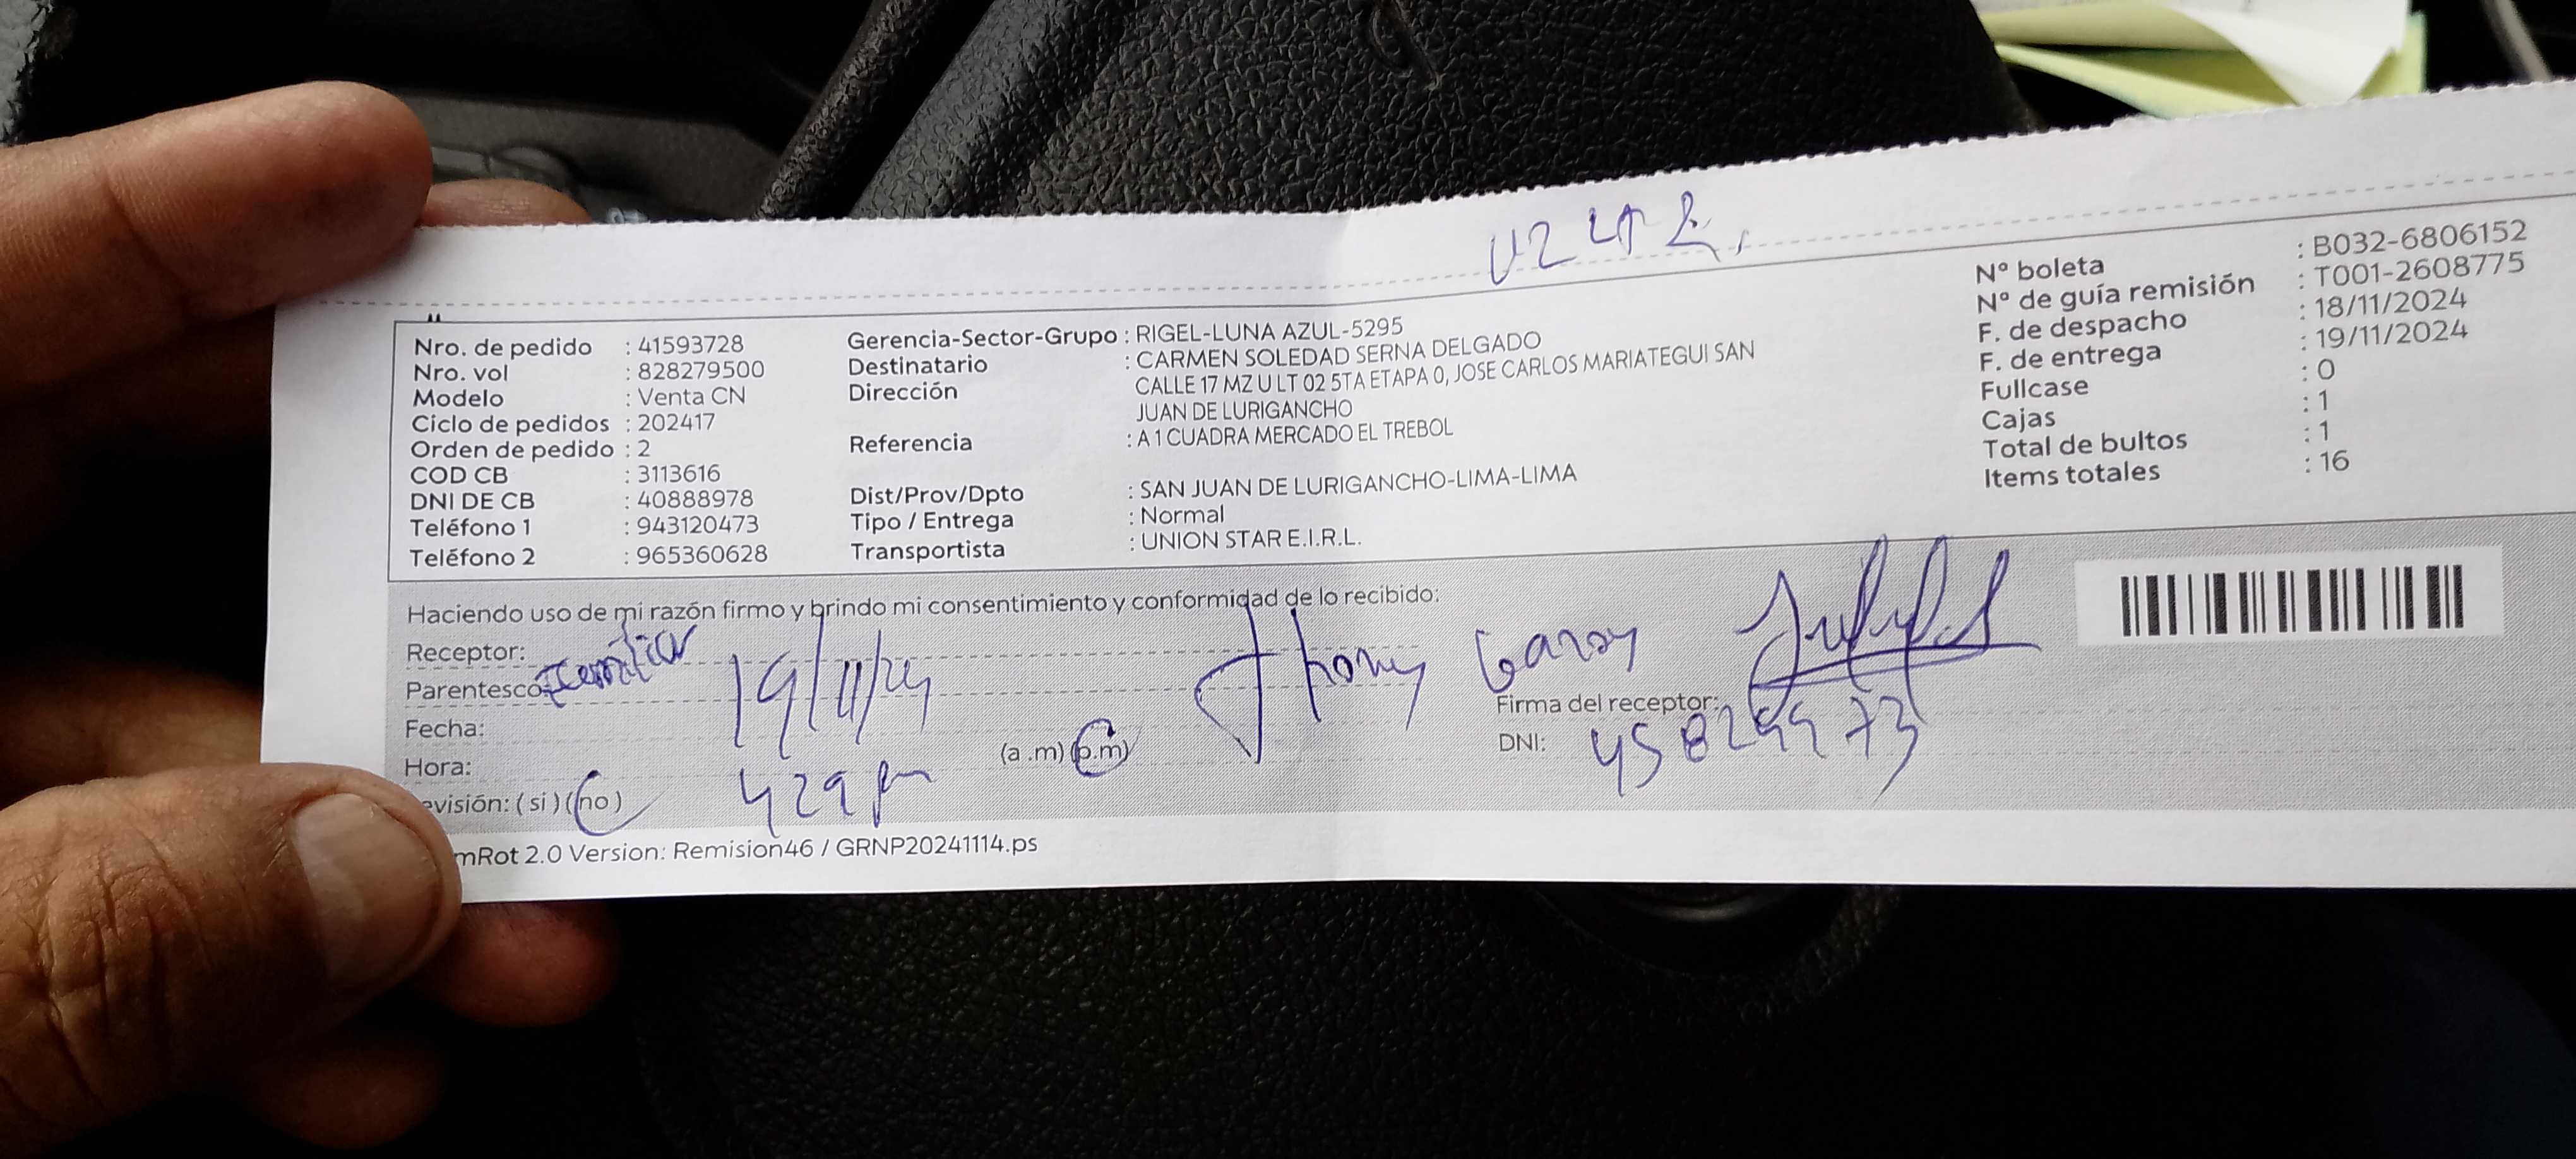 Nro. de pedido : 41593728
Nro. vol : 828279500
Modelo : Venta CN
Ciclo de pedidos : 202417
Orden de pedido : 2
COD CB : 3113616
DNI DE CB : 40888978
Teléfono 1 : 943120473
Teléfono 2 : 965360628
Gerencia-Sector-Grupo : RIGEL-LUNA AZUL-5295
Destinatario : CARMEN SOLEDAD SERNA DELGADO
Dirección CALLE 17 MZ U LT 02 5TA ETAPA 0, JOSE CARLOS MARIATEGUI SAN
JUAN DE LURIGANCHO
Referencia : A 1 CUADRA MERCADO EL TREBOL
Dist/Prov/Dpto : SAN JUAN DE LURIGANCHO-LIMA-LIMA
Tipo / Entrega : Normal
Transportista : UNION STAR E.I.R.L.
N° boleta : B032-6806152
N° de guía remisión : T001-2608775
F. de despacho : 18/11/2024
F. de entrega : 19/11/2024
Fullcase : 0
Cajas : 1
Total de bultos : 1
Items totales : 16
Haciendo uso de mi razón firmo y brindo mi consentimiento y conformidad de lo recibido:
Receptor:
Parentesco:
Fecha: 19/11/24
Hora: 429 pm (a .m) (p.m)
evisión: ( si ) ( no )
Jhony Garay
Firma del receptor:
DNI:
mRot 2.0 Version: Remision46 / GRNP20241114.ps